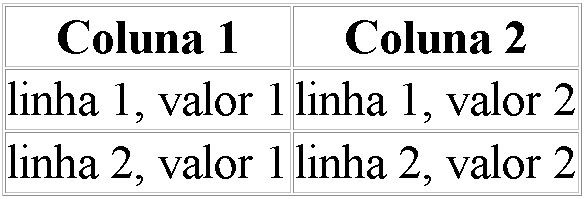 Coluna 1 Coluna 2
linha 1, valor 1 linha 1, valor 2
linha 2, valor 1 linha 2, valor 2